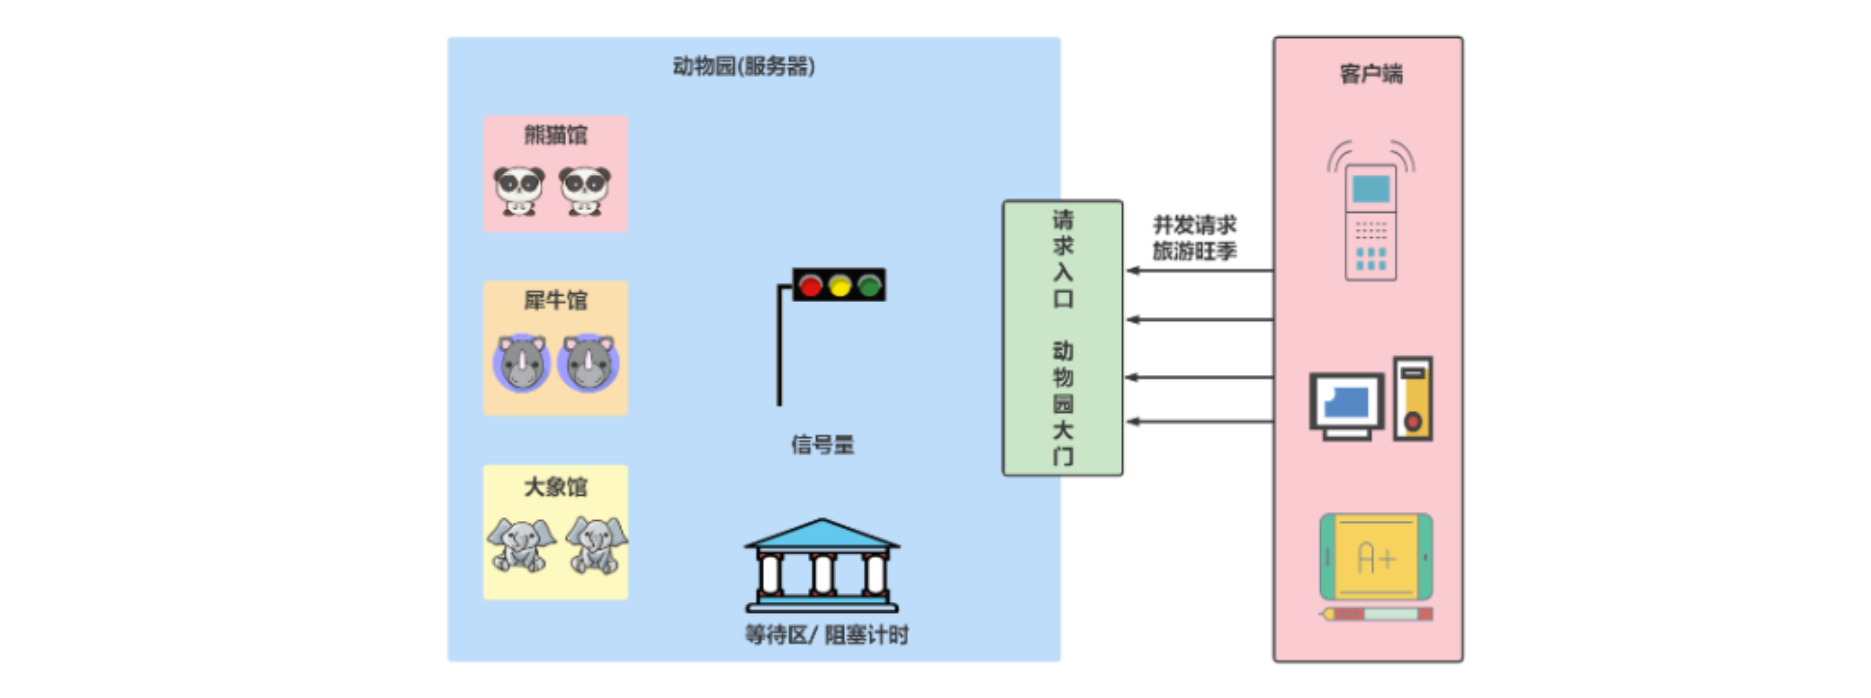 动物园(服务器)
熊猫馆
犀牛馆
大象馆
信号量
等待区/ 阻塞计时
请求入口 动物园大门
并发请求
旅游旺季
客户端
A+